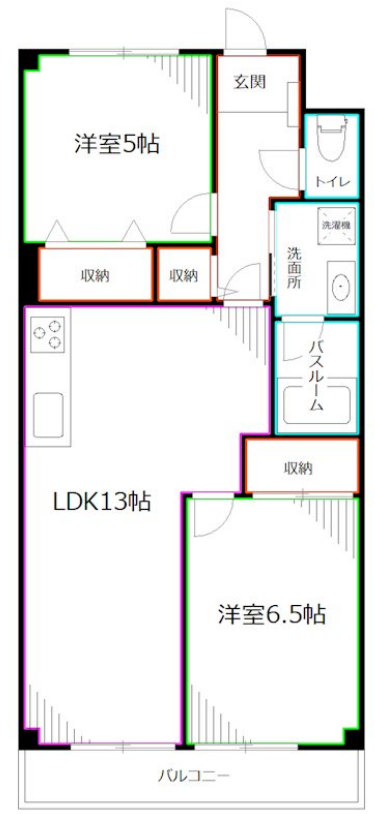 玄関
洋室5帖
トイレ
洗濯機
洗面所
収納
収納
バスルーム
収納
LDK13帖
洋室6.5帖
バルコニー